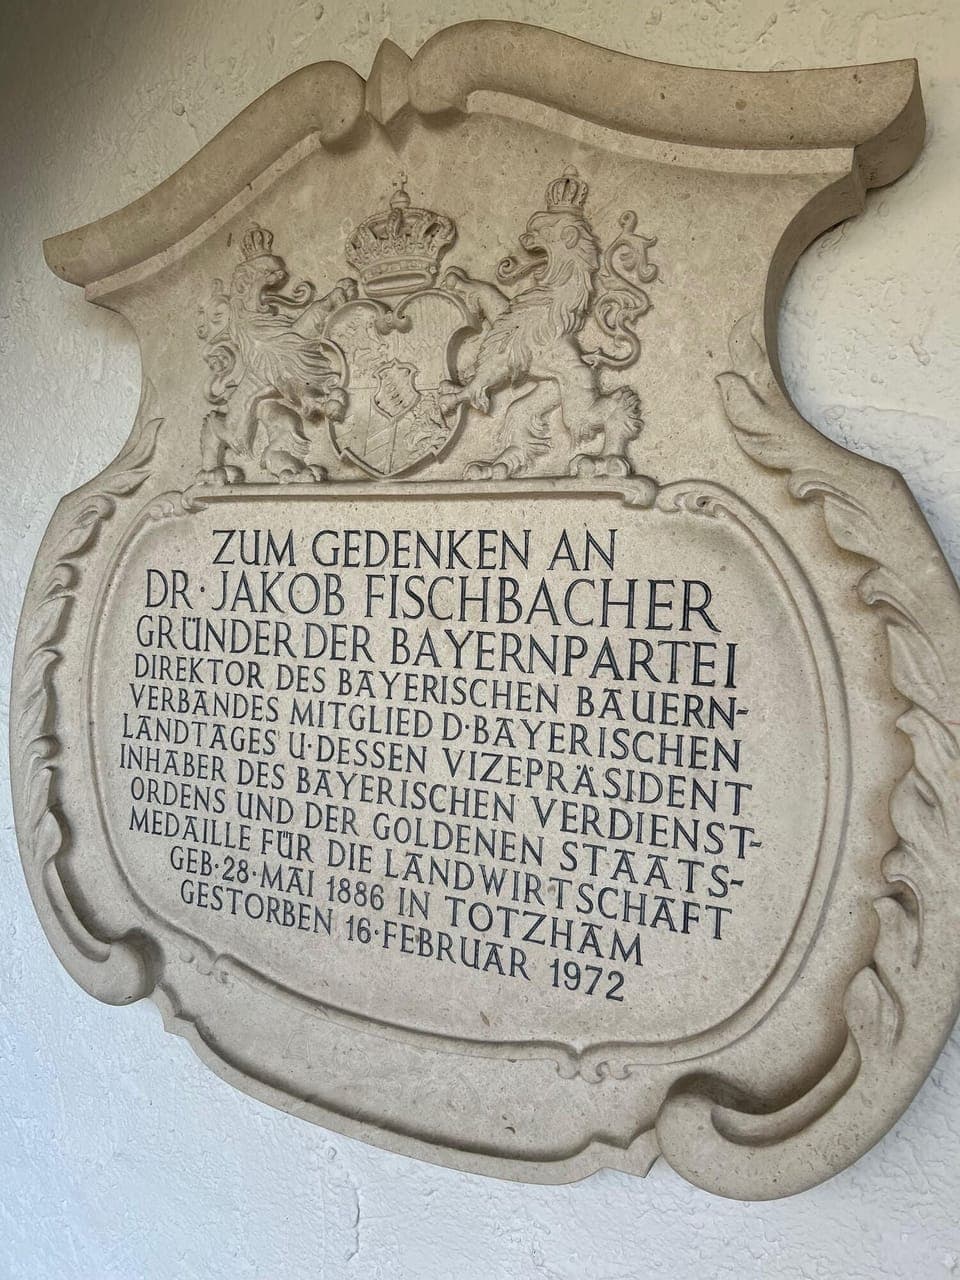 ZUM GEDENKEN AN
DR·JAKOB FISCHBACHER
GRÜNDER DER BAYERNPARTEI
DIREKTOR DES BAYERISCHEN BAUERN-
VERBANDES MITGLIED D·BAYERISCHEN
LANDTAGES U·DESSEN VIZEPRÄSIDENT
INHABER DES BAYERISCHEN VERDIENST-
ORDENS UND DER GOLDENEN STAATS-
MEDAILLE FÜR DIE LANDWIRTSCHAFT
GEB·28·MAI 1886 IN TOTZHAM
GESTORBEN 16·FEBRUAR 1972